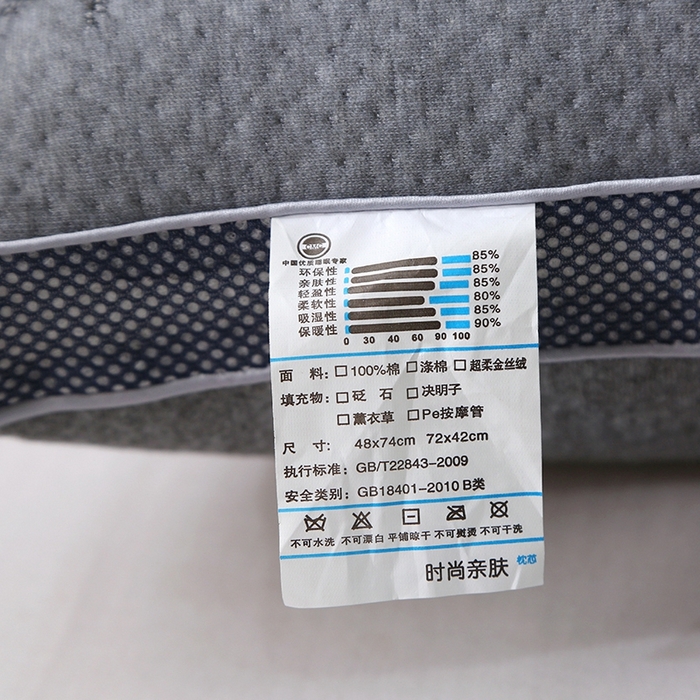 中国优质睡眠专家
环保性 85%
亲肤性 85%
轻盈性 85%
柔软性 80%
吸湿性 85%
保暖性 90%
0 30 40 60 90 100
面 料：□100%棉 □涤棉 □超柔金丝绒
填充物：□砭 石 □决明子
□薰衣草 □Pe按摩管
尺 寸： 48x74cm 72x42cm
执行标准：GB/T22843-2009
安全类别：GB18401-2010 B类
不可水洗 不可漂白 平铺晾干 不可熨烫 不可干洗
时尚亲肤 枕芯